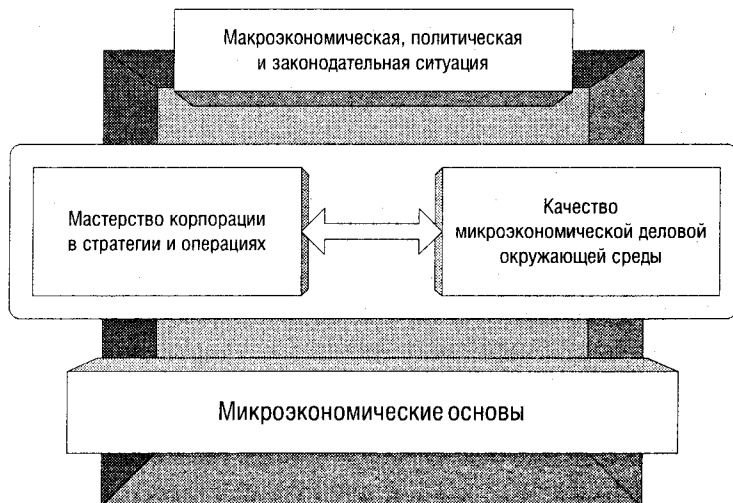 Макроэкономическая, политическая
и законодательная ситуация
Мастерство корпорации
в стратегии и операциях
Качество
микроэкономической деловой
окружающей среды
Микроэкономические основы